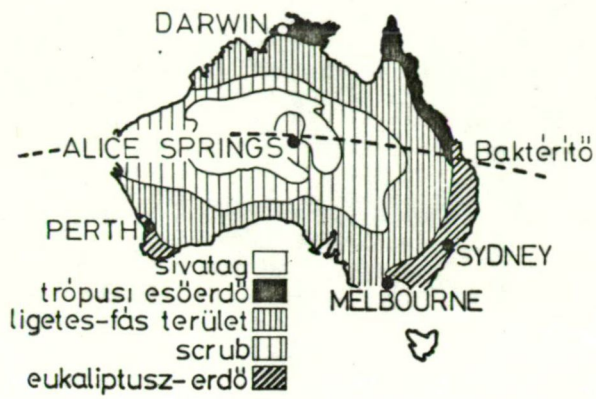 DARWIN
ALICE SPRINGS
Baktérítő
PERTH
SYDNEY
MELBOURNE
sivatag
trópusi esőerdő
ligetes-fás terület
scrub
eukaliptusz-erdő